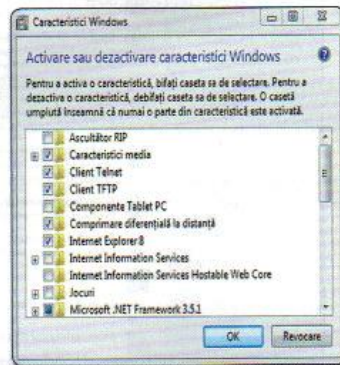 Caracteristici Windows
Activare sau dezactivare caracteristici Windows
Pentru a activa o caracteristică, bifați caseta sa de selectare. Pentru a
dezactiva o caracteristică, debifați caseta sa de selectare. O casetă
umplută înseamnă că numai o parte din caracteristică este activată.
Ascultător RIP
Caracteristici media
Client Telnet
Client TFTP
Componente Tablet PC
Comprimare diferențială la distanță
Internet Explorer 8
Internet Information Services
Internet Information Services Hostable Web Core
Jocuri
Microsoft .NET Framework 3.5.1
OK
Revocare